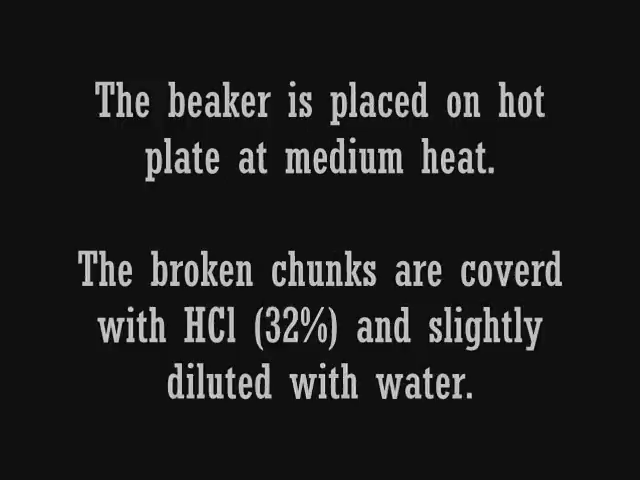 The beaker is placed on hot
plate at medium heat.
The broken chunks are coverd
with HCl (32%) and slightly
diluted with water.